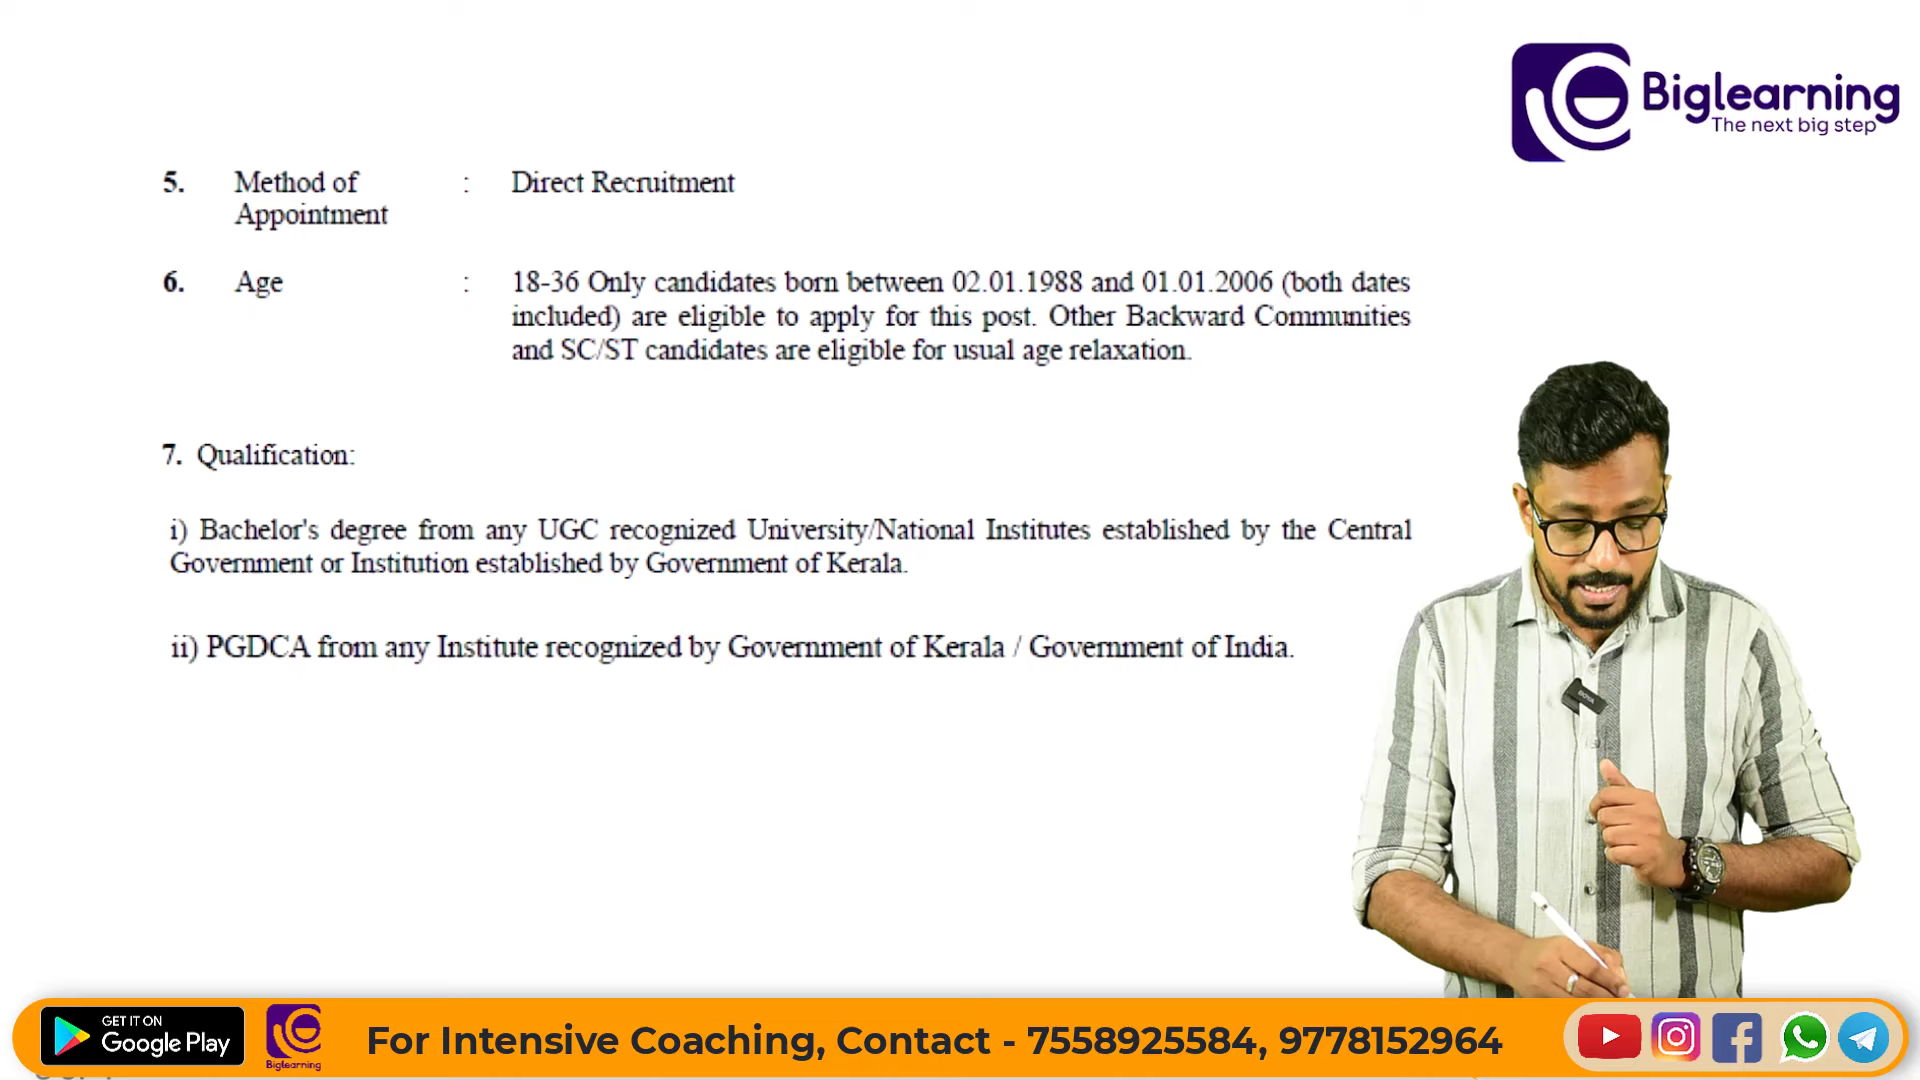 Biglearning
The next big step
5. Method of : Direct Recruitment
Appointment
6. Age : 18-36 Only candidates born between 02.01.1988 and 01.01.2006 (both dates
included) are eligible to apply for this post. Other Backward Communities
and SC/ST candidates are eligible for usual age relaxation.
7. Qualification:
i) Bachelor's degree from any UGC recognized University/National Institutes established by the Central
Government or Institution established by Government of Kerala.
ii) PGDCA from any Institute recognized by Government of Kerala / Government of India.
BOYA
GET IT ON
Google Play
Biglearning
For Intensive Coaching, Contact - 7558925584, 9778152964